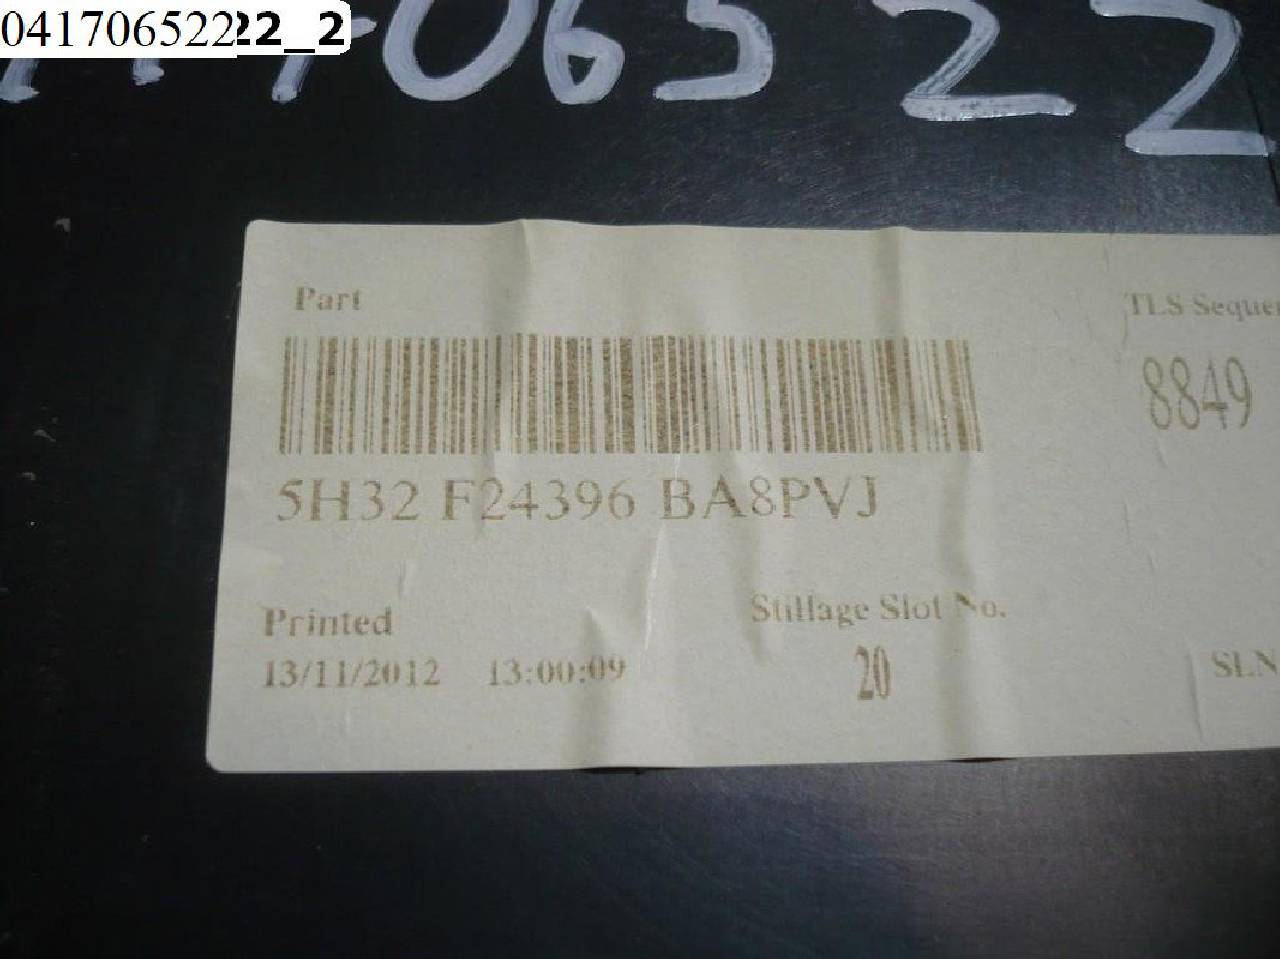 04170652222_2
06522
Part
TLS Seque
8849
5H32 F24396 BA8PVJ
Printed
Stillage Slot No.
13/11/2012 13:00:09
20
SLN